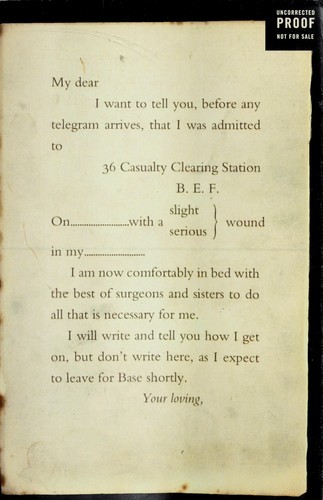 UNCORRECTED
PROOF
NOT FOR SALE
My dear
I want to tell you, before any
telegram arrives, that I was admitted
to
36 Casualty Clearing Station
B. E. F.
slight
On..........................with a } wound
serious
in my...........................
I am now comfortably in bed with
the best of surgeons and sisters to do
all that is necessary for me.
I will write and tell you how I get
on, but don't write here, as I expect
to leave for Base shortly.
Your loving,